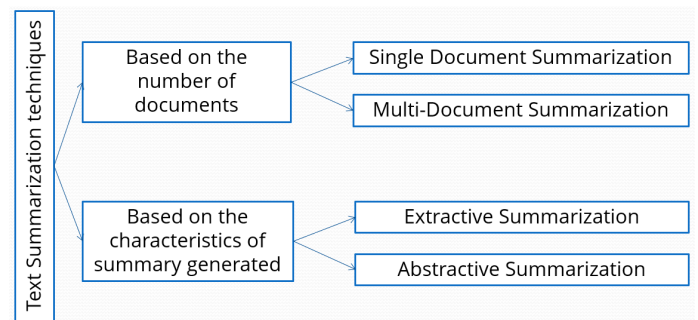 Text Summarization techniques
Based on the
number of
documents
Single Document Summarization
Multi-Document Summarization
Based on the
characteristics of
summary generated
Extractive Summarization
Abstractive Summarization